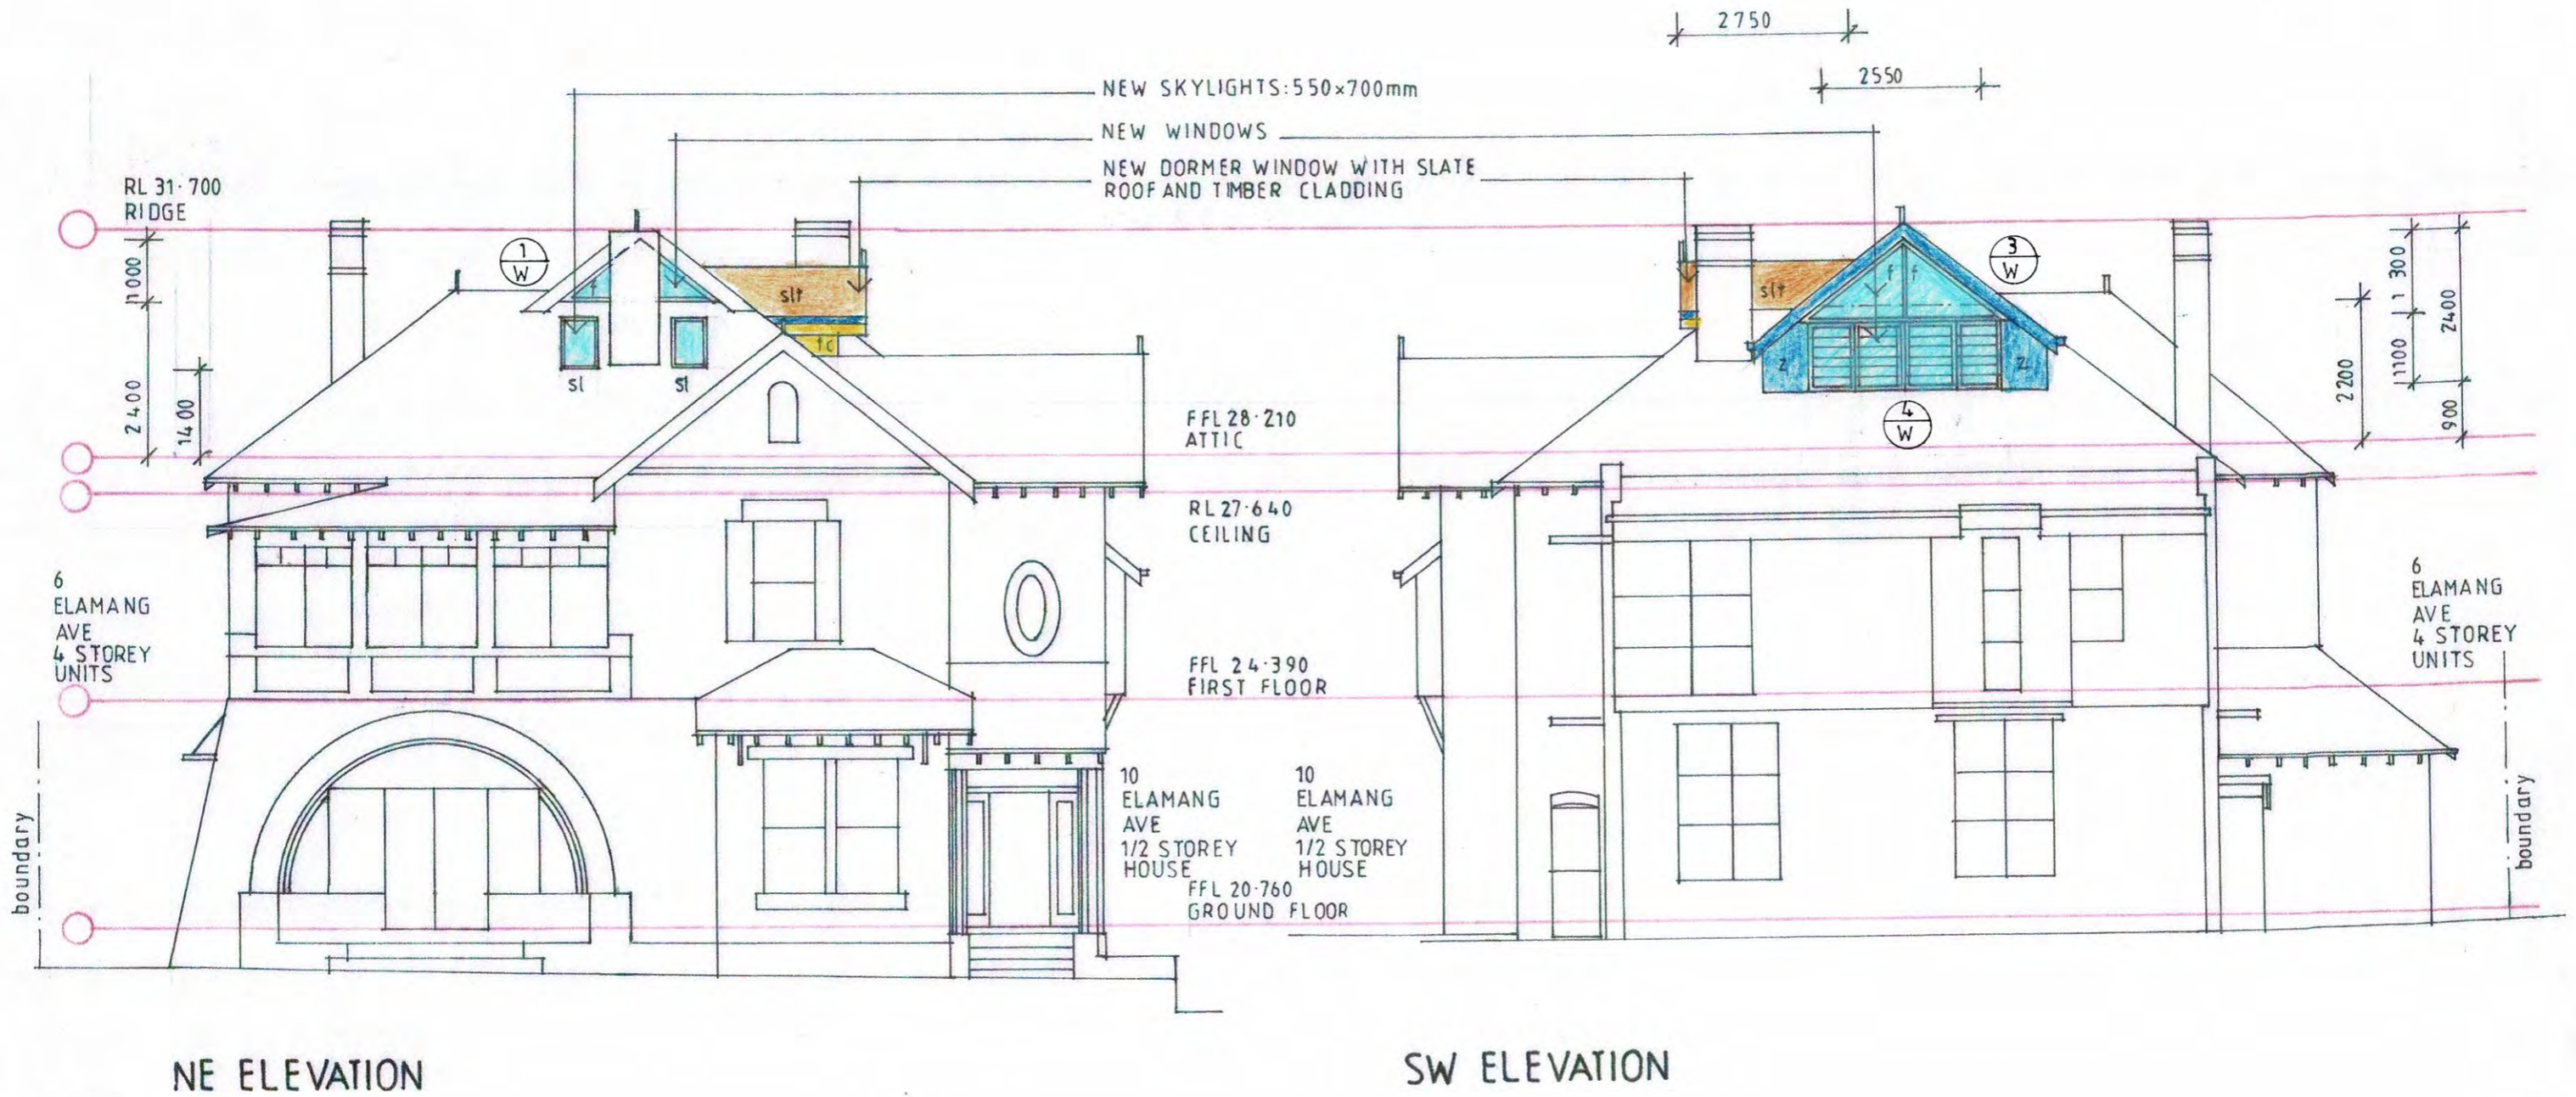 2750
2550
NEW SKYLIGHTS:550×700mm
NEW WINDOWS
NEW DORMER WINDOW WITH SLATE
ROOF AND TIMBER CLADDING
RL 31·700
RIDGE
1000
2400
1400
1
W
f
slt
tc
sl
sl
3
W
slt
f
f
z
z
4
W
1300
1100
2400
2200
900
FFL 28·210
ATTIC
RL 27·640
CEILING
6
ELAMANG
AVE
4 STOREY
UNITS
FFL 24·390
FIRST FLOOR
6
ELAMANG
AVE
4 STOREY
UNITS
10
ELAMANG
AVE
1/2 STOREY
HOUSE
10
ELAMANG
AVE
1/2 STOREY
HOUSE
FFL 20·760
GROUND FLOOR
boundary
boundary
NE ELEVATION
SW ELEVATION